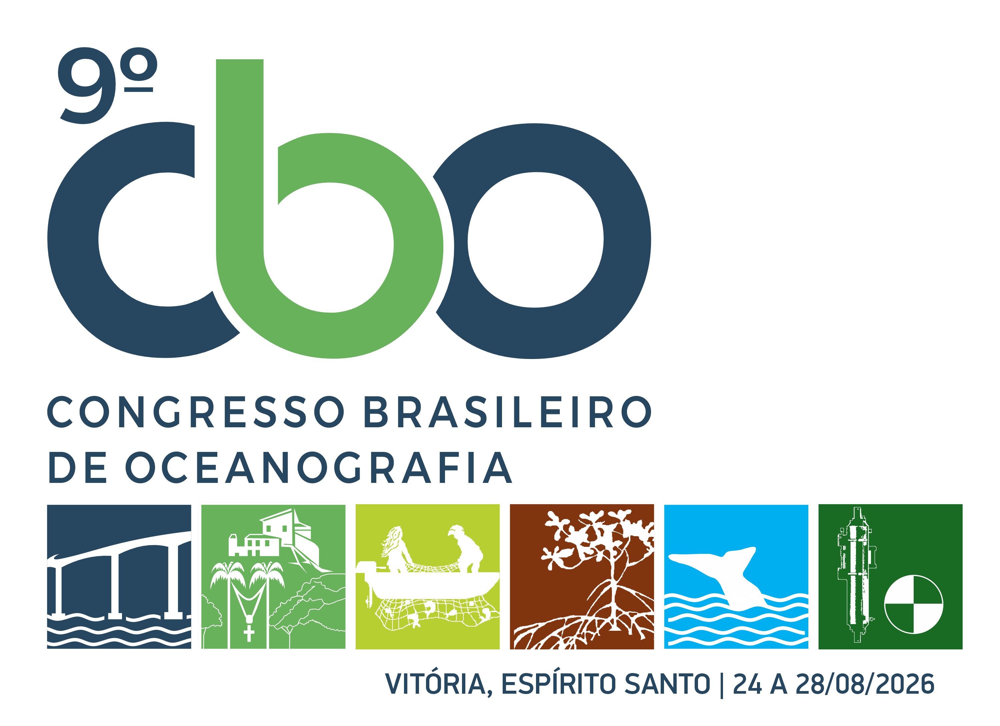 9º
cbo
CONGRESSO BRASILEIRO
DE OCEANOGRAFIA
VITÓRIA, ESPÍRITO SANTO | 24 A 28/08/2026